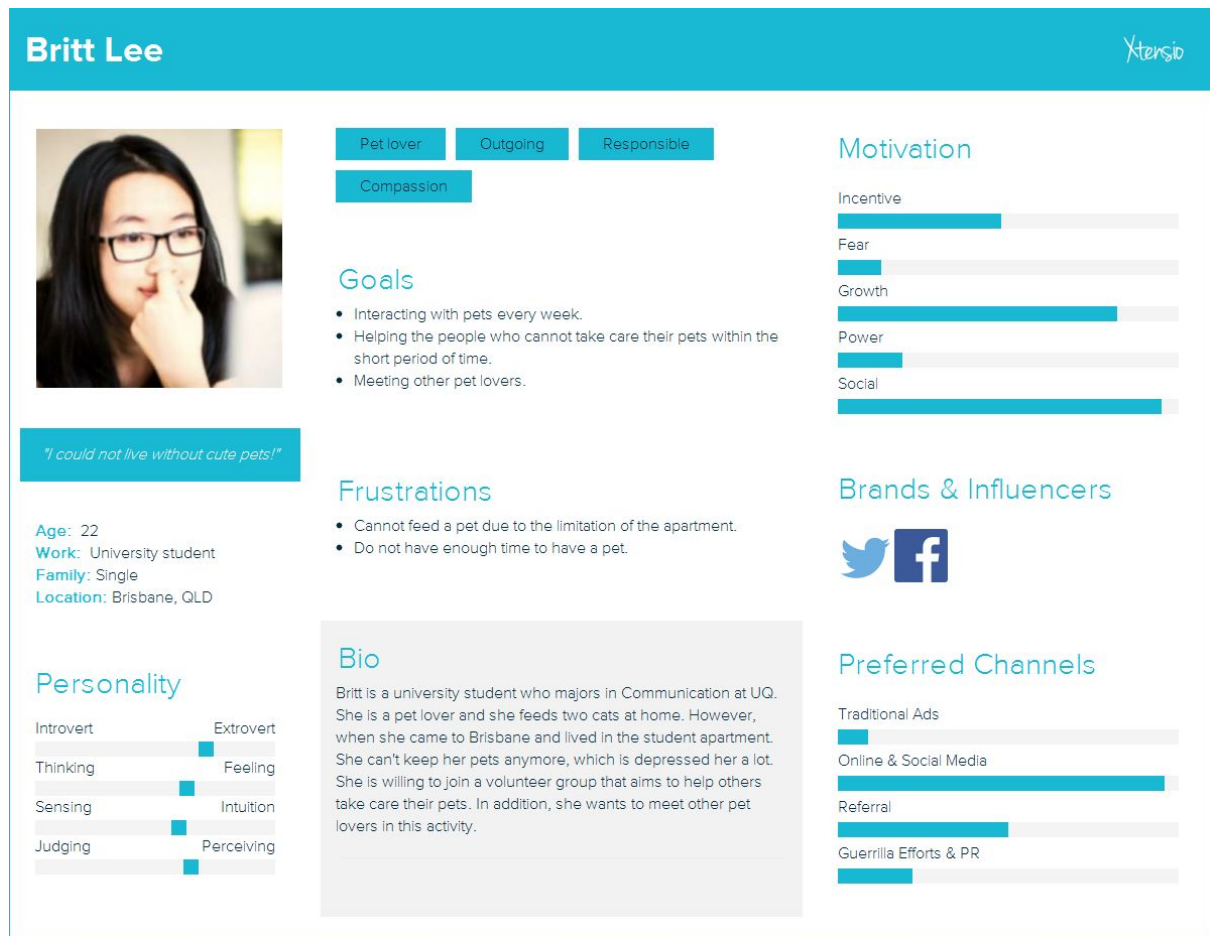 Britt Lee
Xtensio
Pet lover
Outgoing
Responsible
Compassion
"I could not live without cute pets!"
Age: 22
Work: University student
Family: Single
Location: Brisbane, QLD
Personality
Introvert Extrovert
Thinking Feeling
Sensing Intuition
Judging Perceiving
Goals
Interacting with pets every week.
Helping the people who cannot take care their pets within the
short period of time.
Meeting other pet lovers.
Frustrations
Cannot feed a pet due to the limitation of the apartment.
Do not have enough time to have a pet.
Bio
Britt is a university student who majors in Communication at UQ.
She is a pet lover and she feeds two cats at home. However,
when she came to Brisbane and lived in the student apartment.
She can't keep her pets anymore, which is depressed her a lot.
She is willing to join a volunteer group that aims to help others
take care their pets. In addition, she wants to meet other pet
lovers in this activity.
Motivation
Incentive
Fear
Growth
Power
Social
Brands & Influencers
Preferred Channels
Traditional Ads
Online & Social Media
Referral
Guerrilla Efforts & PR